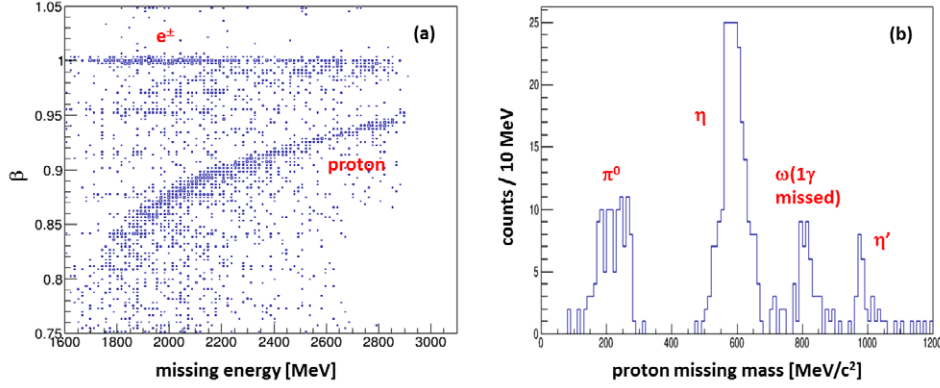 (a)
e±
proton
1.05
1
0.95
0.9
0.85
0.8
0.75
β
1600
1800
2000
2200
2400
2600
2800
3000
missing energy [MeV]
(b)
π⁰
η
ω(1γ
missed)
η’
25
20
15
10
5
0
counts / 10 MeV
0
200
400
600
800
1000
1200
proton missing mass [MeV/c²]